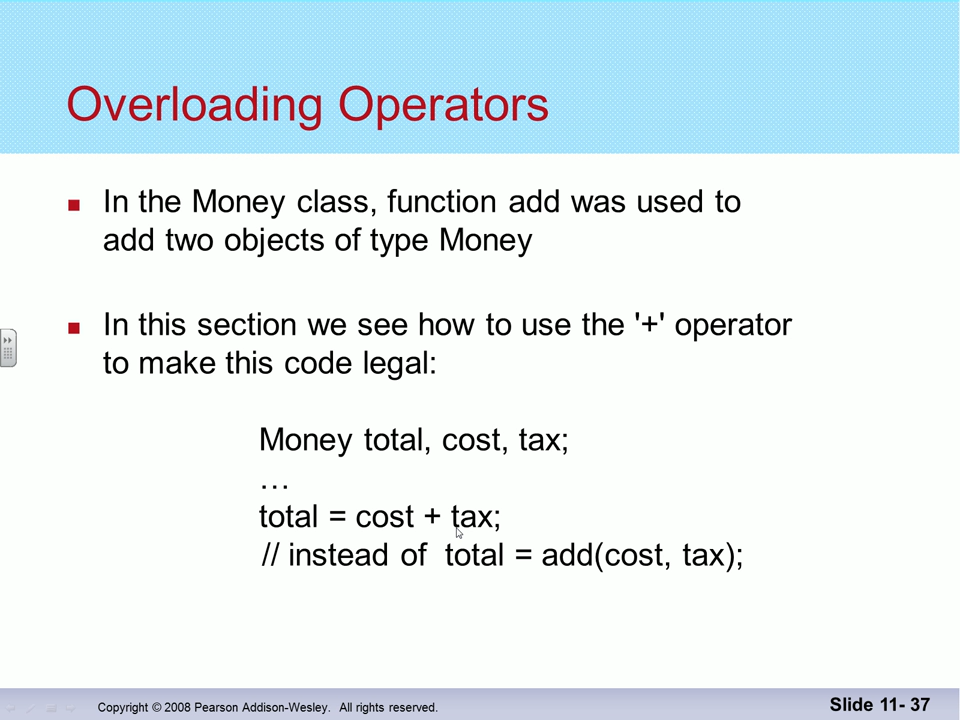 Overloading Operators
In the Money class, function add was used to
add two objects of type Money
In this section we see how to use the '+' operator
to make this code legal:
Money total, cost, tax;
…
total = cost + tax;
// instead of  total = add(cost, tax);
Copyright © 2008 Pearson Addison-Wesley.  All rights reserved.
Slide 11- 37